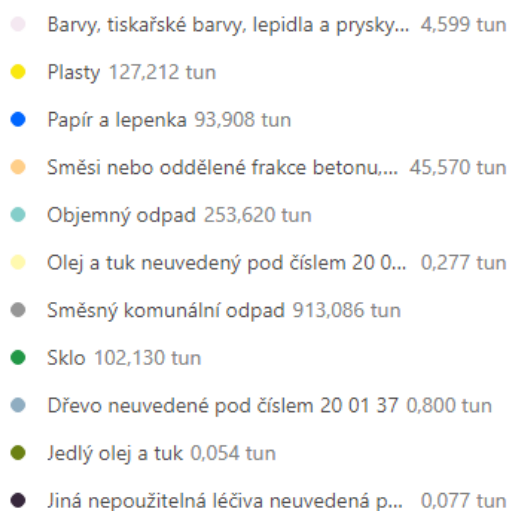 Barvy, tiskařské barvy, lepidla a prysky... 4,599 tun
Plasty 127,212 tun
Papír a lepenka 93,908 tun
Směsi nebo oddělené frakce betonu,... 45,570 tun
Objemný odpad 253,620 tun
Olej a tuk neuvedený pod číslem 20 0... 0,277 tun
Směsný komunální odpad 913,086 tun
Sklo 102,130 tun
Dřevo neuvedené pod číslem 20 01 37 0,800 tun
Jedlý olej a tuk 0,054 tun
Jiná nepoužitelná léčiva neuvedená p... 0,077 tun